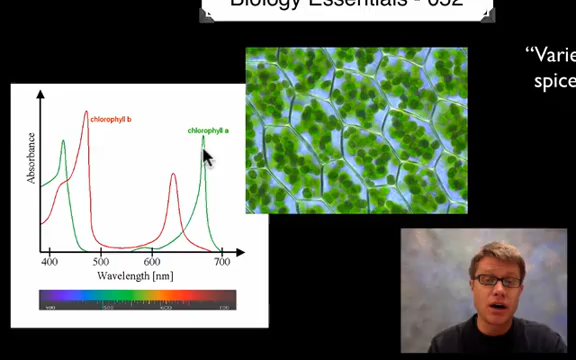 Biology Essentials - 052
"Varie
spice
chlorophyll b
chlorophyll a
Absorbance
400 500 600 700
Wavelength [nm]